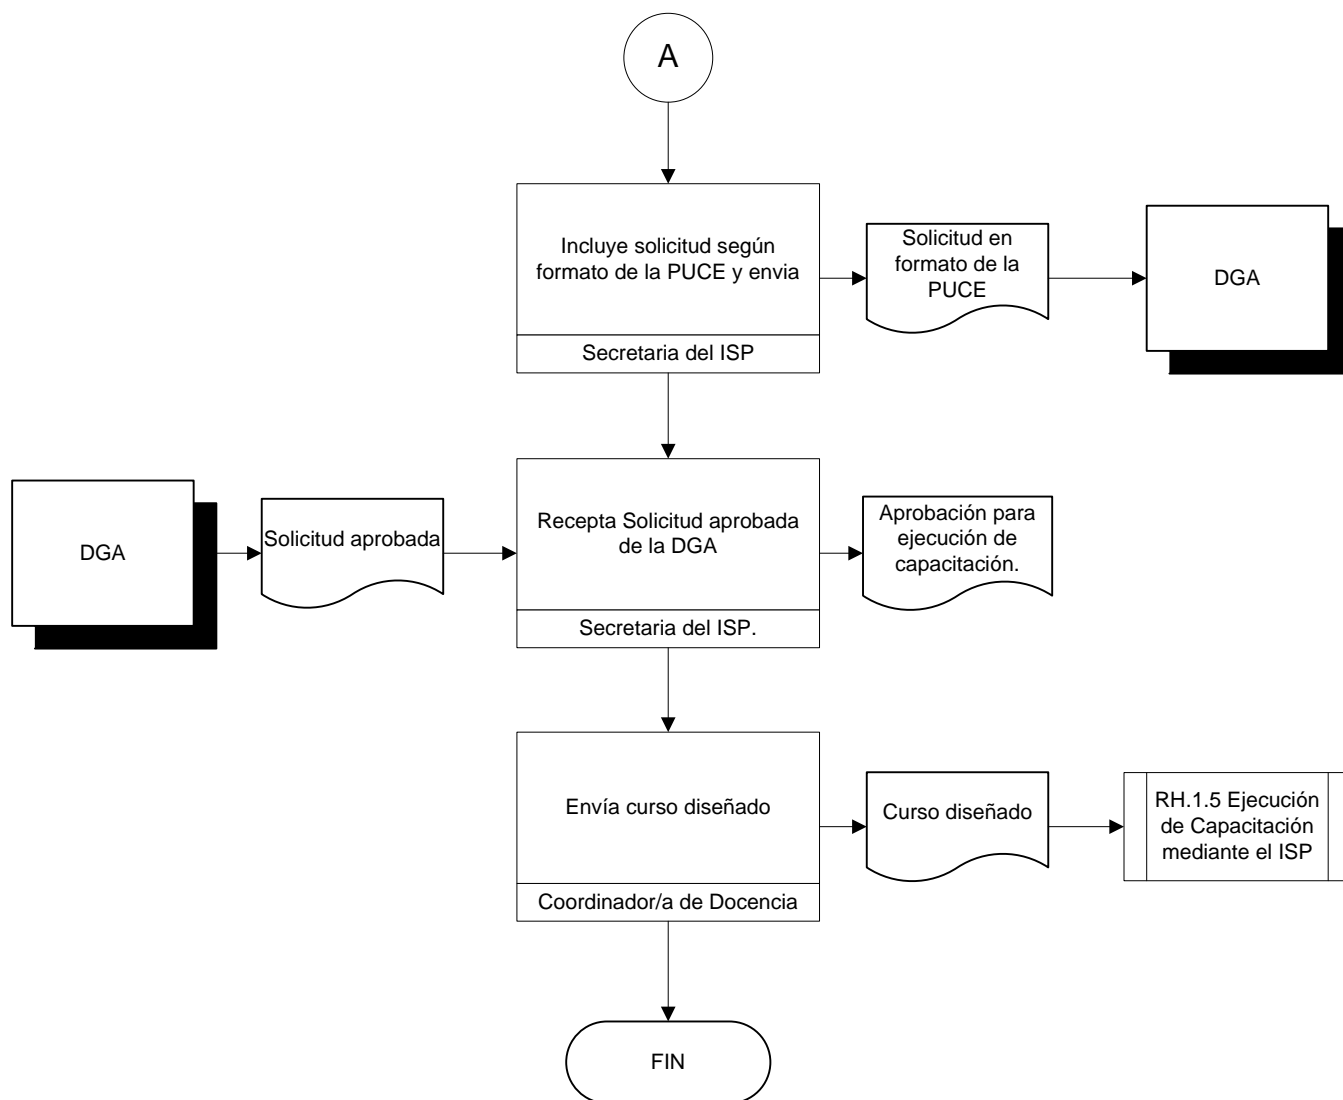 A
Incluye solicitud según
formato de la PUCE y envia
Secretaria del ISP
Solicitud en
formato de la
PUCE
DGA
DGA
Solicitud aprobada
Recepta Solicitud aprobada
de la DGA
Secretaria del ISP.
Aprobación para
ejecución de
capacitación.
Envía curso diseñado
Coordinador/a de Docencia
Curso diseñado
RH.1.5 Ejecución
de Capacitación
mediante el ISP
FIN